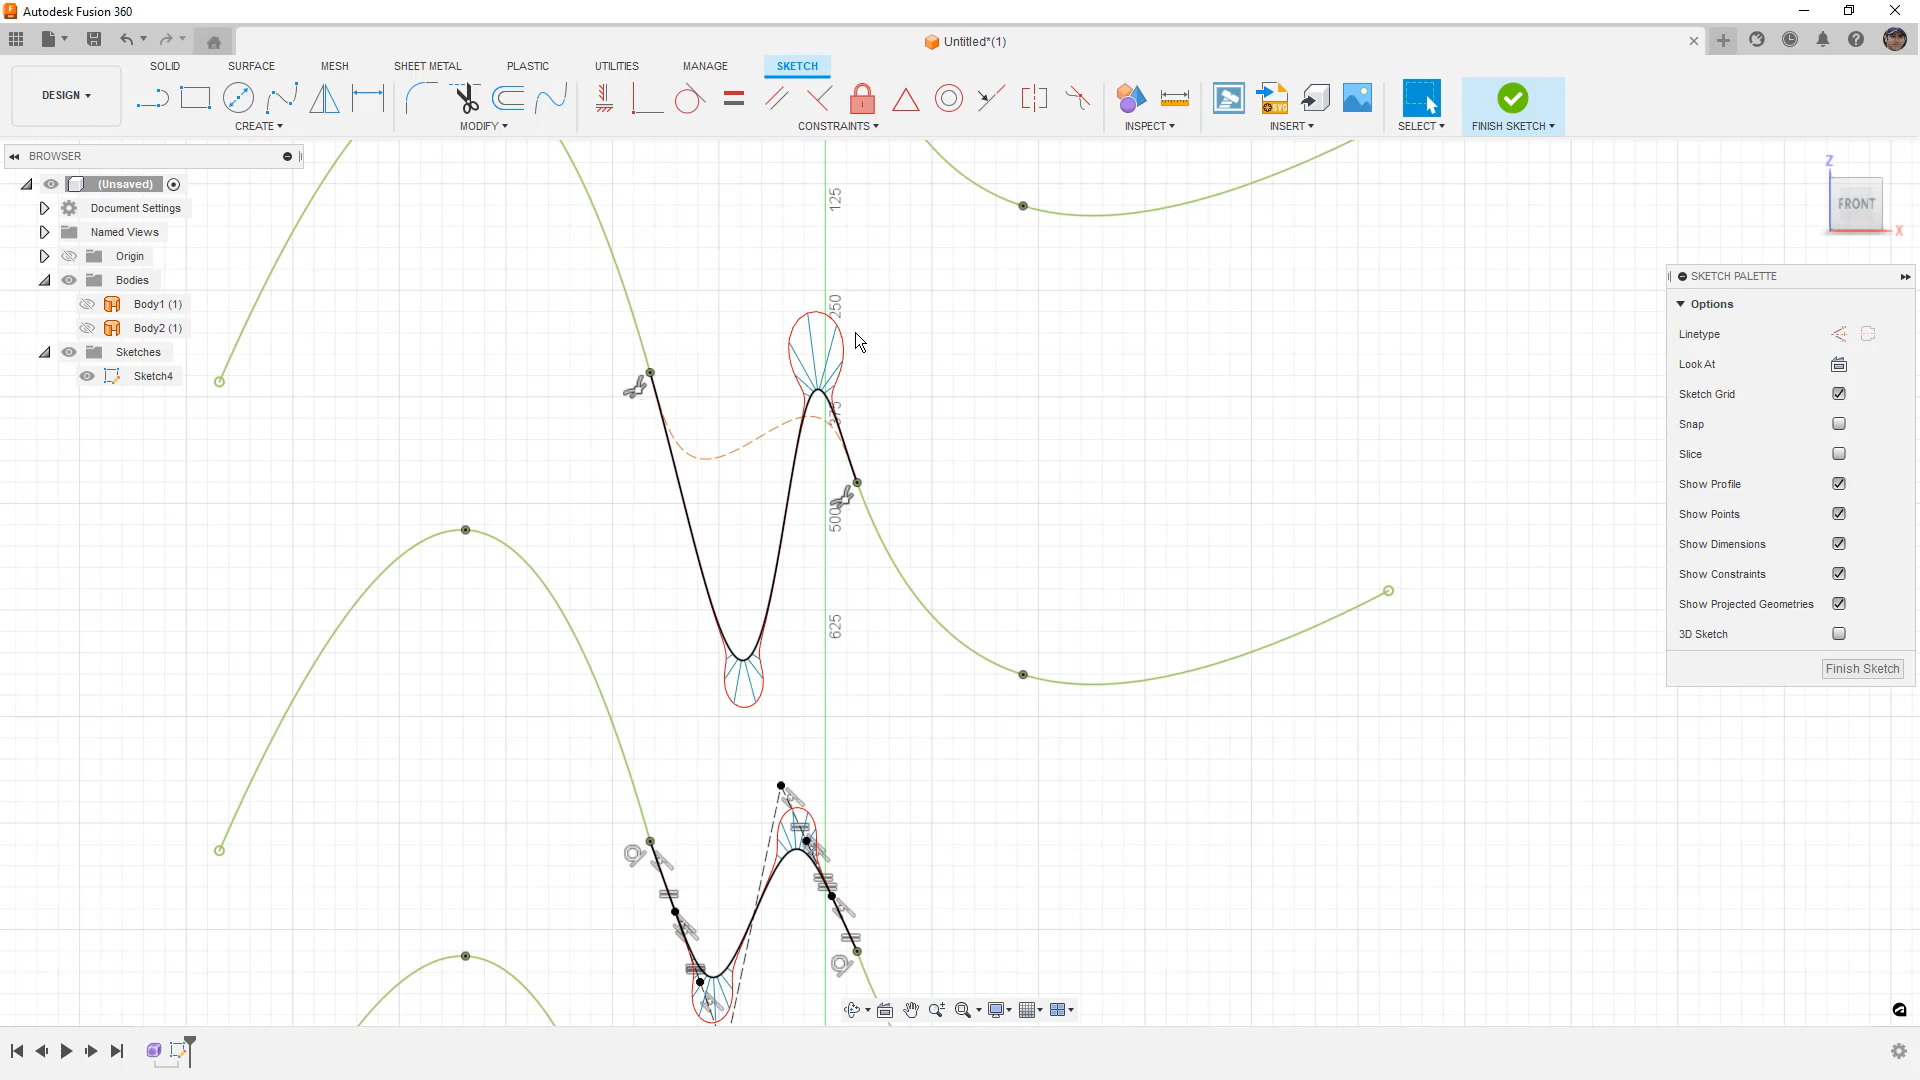 Autodesk Fusion 360
Untitled*(1)
SOLID
SURFACE
MESH
SHEET METAL
PLASTIC
UTILITIES
MANAGE
SKETCH
DESIGN
CREATE
MODIFY
CONSTRAINTS
INSPECT
INSERT
SELECT
FINISH SKETCH
SVG
BROWSER
(Unsaved)
Document Settings
Named Views
Origin
Bodies
Body1 (1)
Body2 (1)
Sketches
Sketch4
125
250
375
500
625
Z
FRONT
X
SKETCH PALETTE
Options
Linetype
Look At
Sketch Grid
Snap
Slice
Show Profile
Show Points
Show Dimensions
Show Constraints
Show Projected Geometries
3D Sketch
Finish Sketch